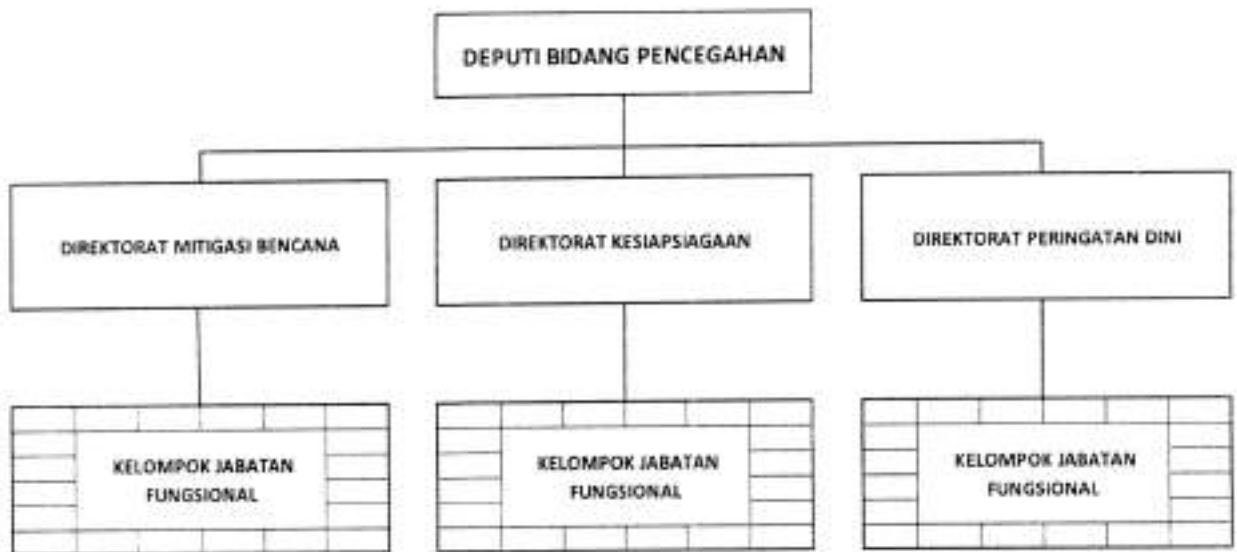 DEPUTI BIDANG PENCEGAHAN
DIREKTORAT MITIGASI BENCANA
DIREKTORAT KESIAPSIAGAAN
DIREKTORAT PERINGATAN DINI
KELOMPOK JABATAN
FUNGSIONAL
KELOMPOK JABATAN
FUNGSIONAL
KELOMPOK JABATAN
FUNGSIONAL